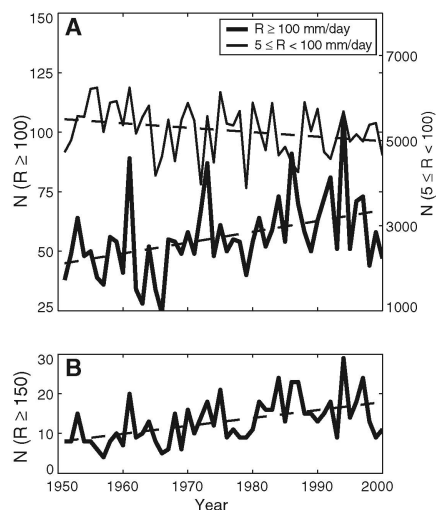 A
R ≥ 100 mm/day
5 ≤ R < 100 mm/day
N (R ≥ 100)
150
125
100
75
50
25
7000
5000
3000
1000
N (5 ≤ R < 100)
B
N (R ≥ 150)
30
20
10
0
1950
1960
1970
1980
1990
2000
Year